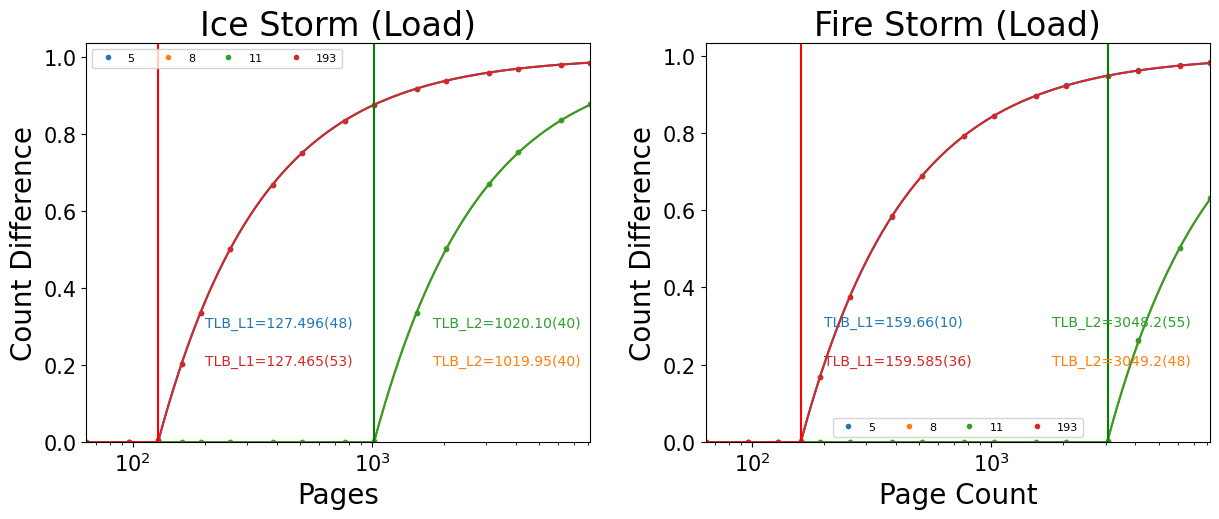 Ice Storm (Load)
Count Difference
1.0
0.8
0.6
0.4
0.2
0.0
5 8 11 193
TLB_L1=127.496(48)
TLB_L2=1020.10(40)
TLB_L1=127.465(53)
TLB_L2=1019.95(40)
10² 10³
Pages
Fire Storm (Load)
Count Difference
1.0
0.8
0.6
0.4
0.2
0.0
TLB_L1=159.66(10)
TLB_L2=3048.2(55)
TLB_L1=159.585(36)
TLB_L2=3049.2(48)
5 8 11 193
10² 10³
Page Count